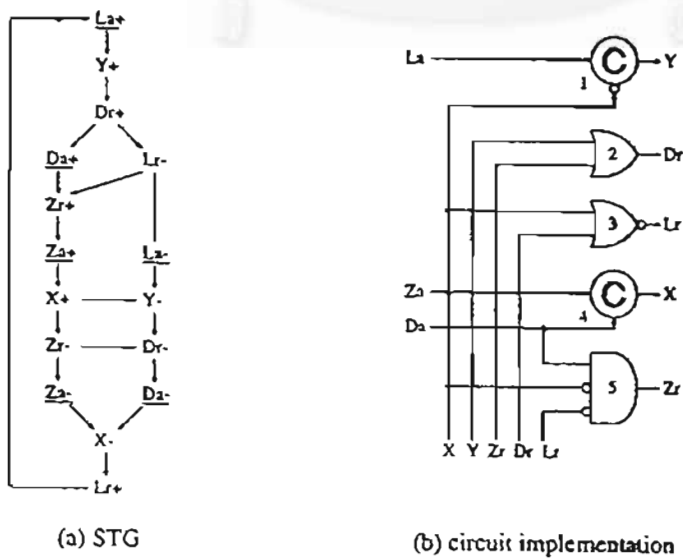 La+
Y+
Dr+
Da+ Lr-
Zr+
Za+ La-
X+ Y-
Zr- Dr-
Za- Da-
X-
Lr+
(a) STG
La C Y
1
2 Dr
3 Lr
Za C X
4
Da
5 Zr
X Y Zr Dr Lr
(b) circuit implementation